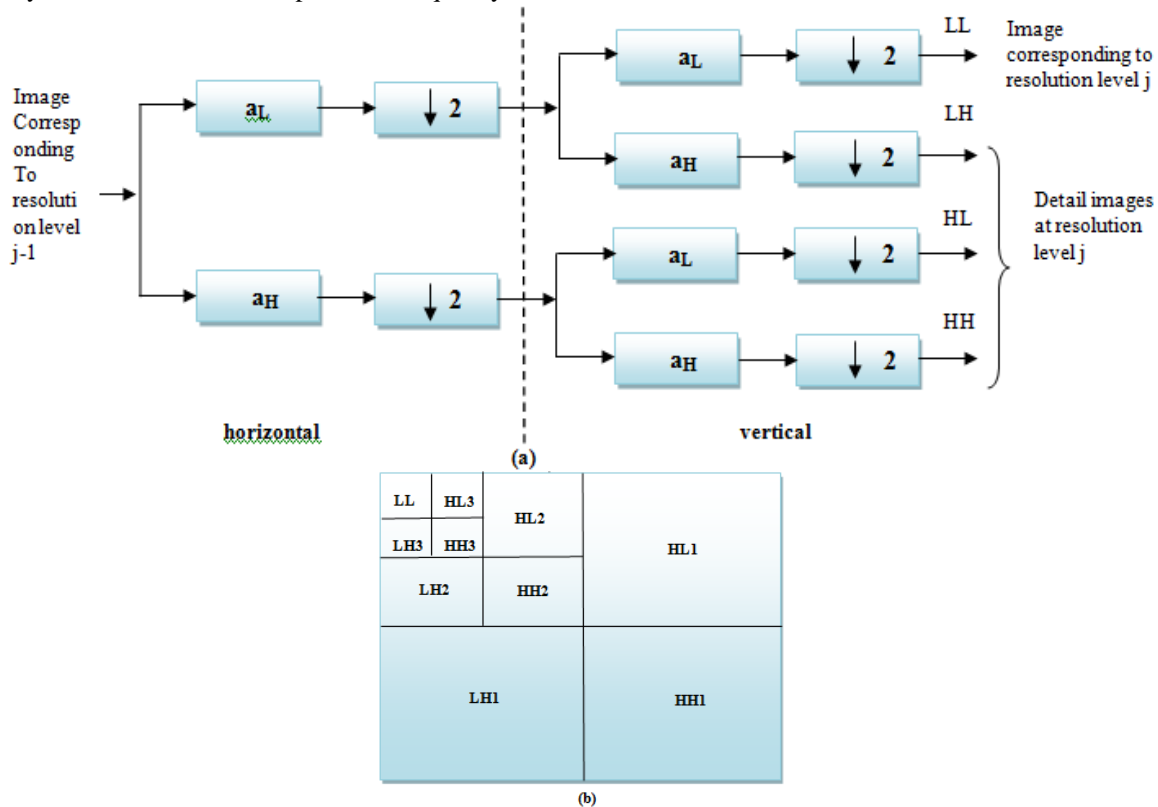 LL
Image
corresponding to
resolution level j
Image
Corresp
onding
To
resoluti
on level
j-1
aL
↓ 2
aL
↓ 2
LH
aH
↓ 2
HL
Detail images
at resolution
level j
aL
↓ 2
aH
↓ 2
HH
aH
↓ 2
horizontal
vertical
(a)
LL HL3 HL2 HL1
LH3 HH3
LH2 HH2
LH1 HH1
(b)